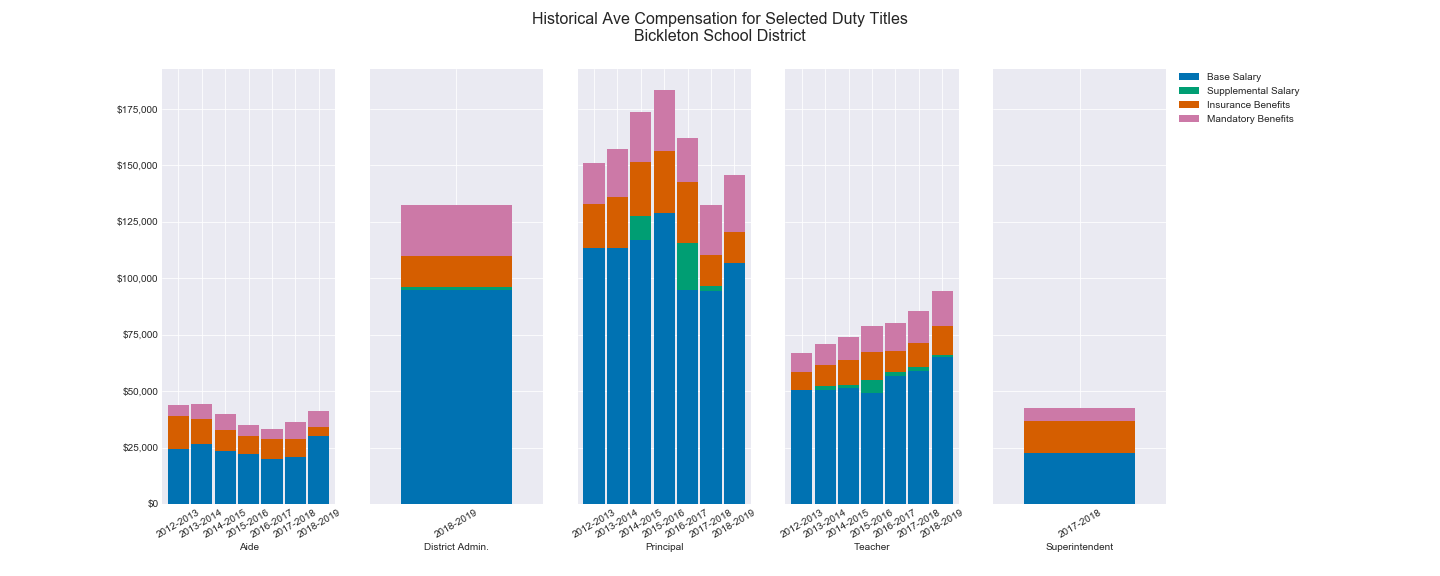 Historical Ave Compensation for Selected Duty Titles
Bickleton School District
Base Salary
Supplemental Salary
Insurance Benefits
Mandatory Benefits
$175,000
$150,000
$125,000
$100,000
$75,000
$50,000
$25,000
$0
2012-2013
2013-2014
2014-2015
2015-2016
2016-2017
2017-2018
2018-2019
Aide
2018-2019
District Admin.
2012-2013
2013-2014
2014-2015
2015-2016
2016-2017
2017-2018
2018-2019
Principal
2012-2013
2013-2014
2014-2015
2015-2016
2016-2017
2017-2018
2018-2019
Teacher
2017-2018
Superintendent